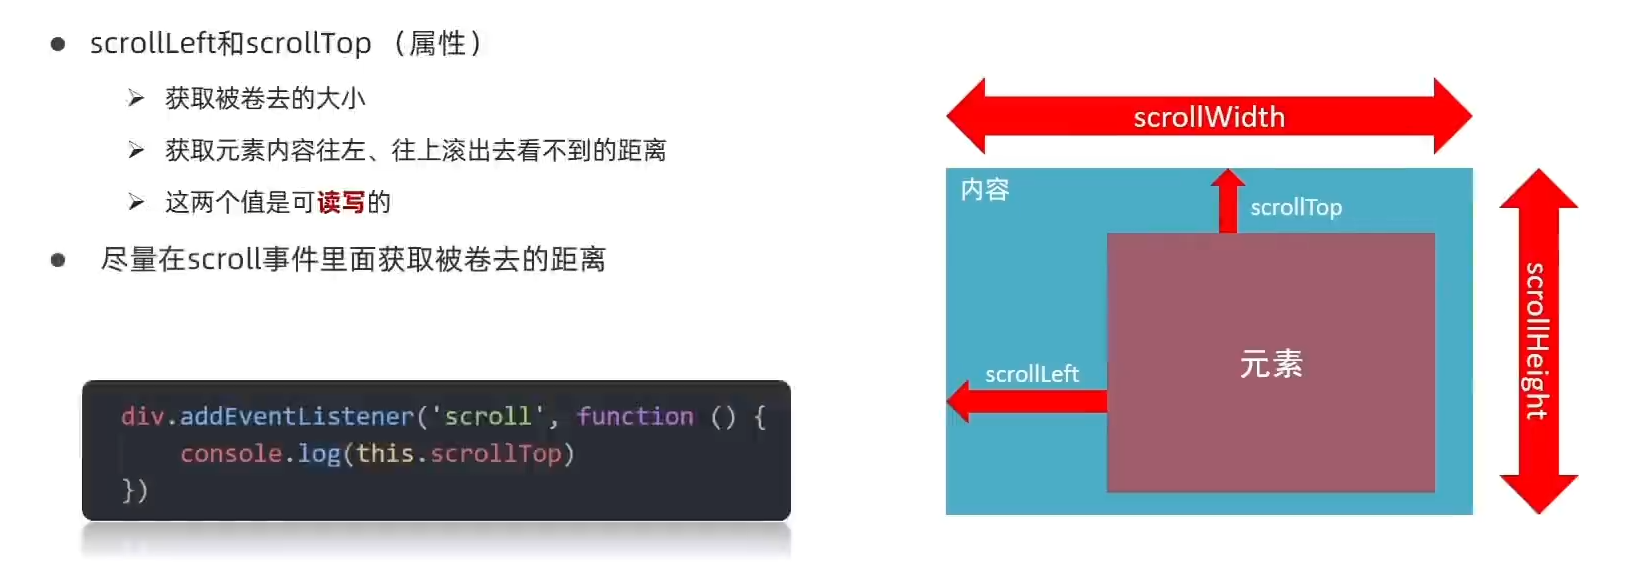 scrollLeft和scrollTop （属性）
获取被卷去的大小
获取元素内容往左、往上滚出去看不到的距离
这两个值是可读写的
尽量在scroll事件里面获取被卷去的距离
div.addEventListener('scroll', function () {
    console.log(this.scrollTop)
})
scrollWidth
内容
scrollTop
scrollLeft
元素
scrollHeight